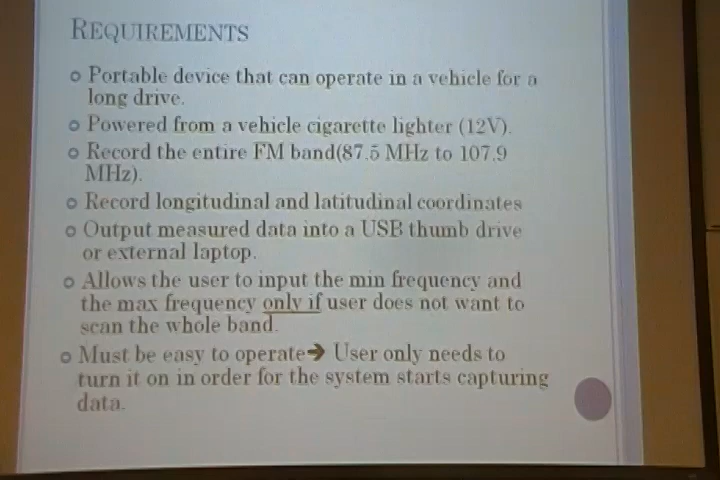 REQUIREMENTS
Portable device that can operate in a vehicle for a
long drive.
Powered from a vehicle cigarette lighter (12V).
Record the entire FM band(87.5 MHz to 107.9
MHz).
Record longitudinal and latitudinal coordinates
Output measured data into a USB thumb drive
or external laptop.
Allows the user to input the min frequency and
the max frequency only if user does not want to
scan the whole band.
Must be easy to operate➔ User only needs to
turn it on in order for the system starts capturing
data.